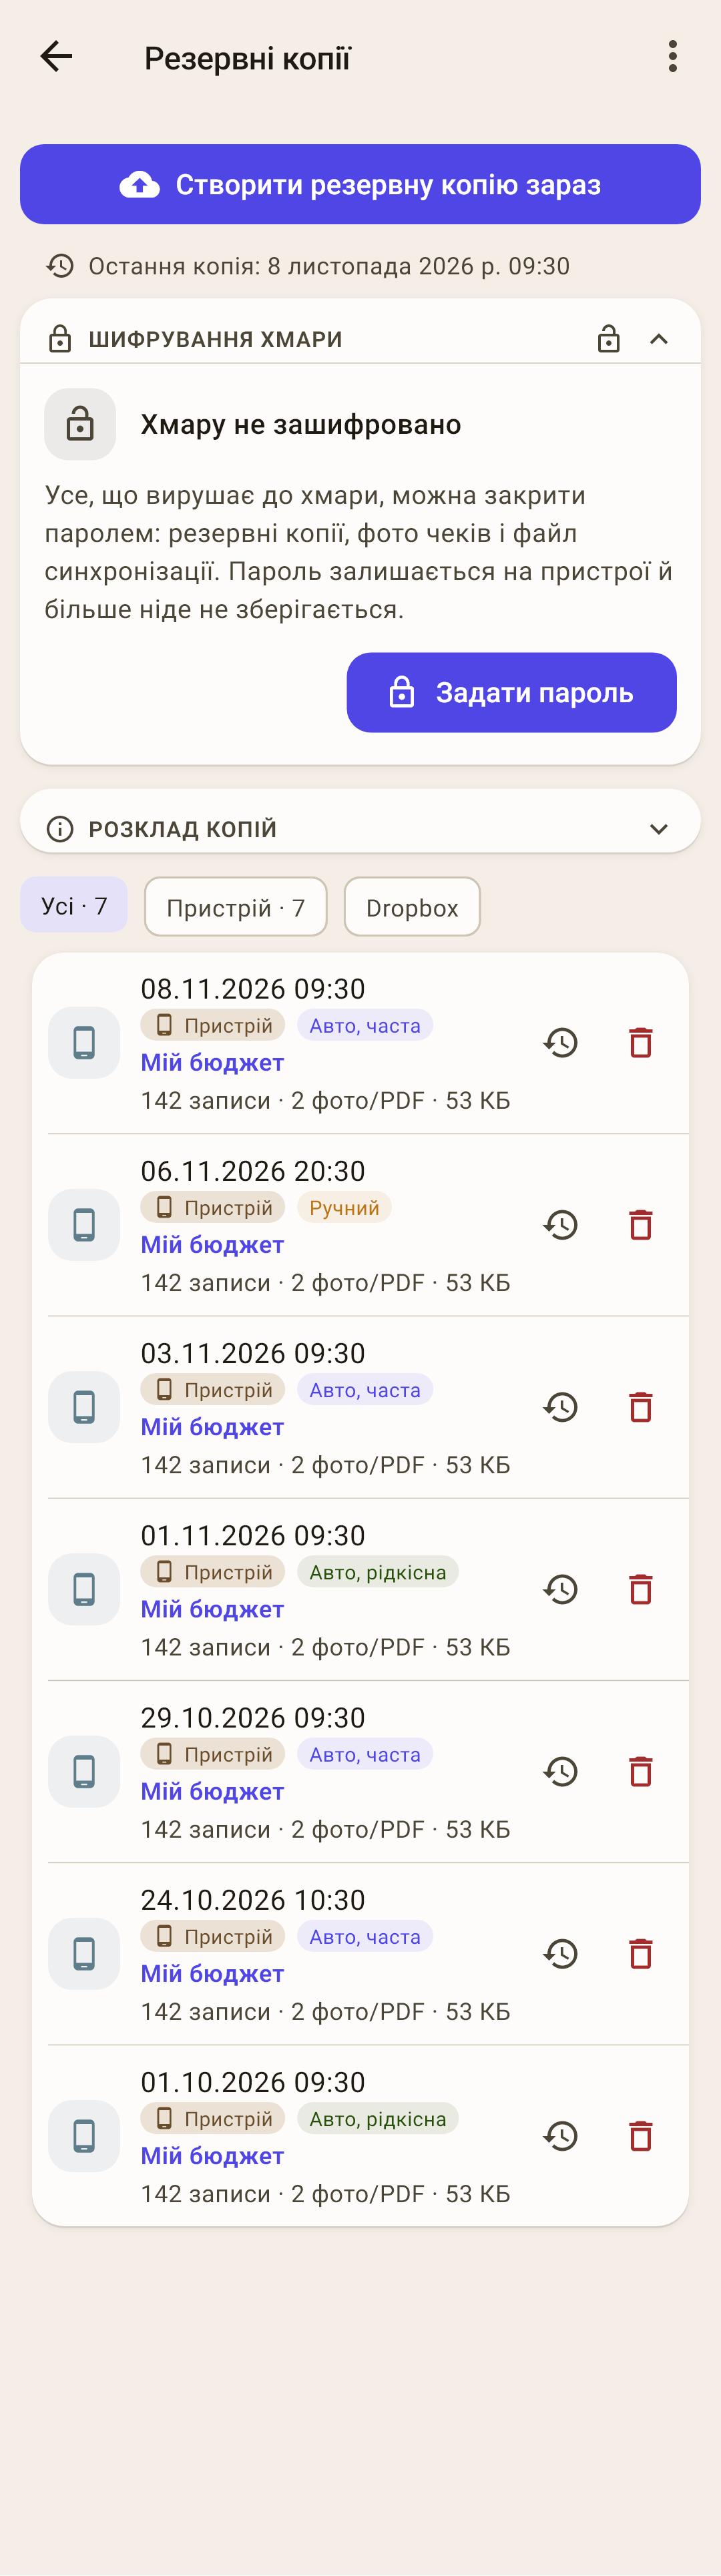 Резервні копії
Створити резервну копію зараз
Остання копія: 8 листопада 2026 р. 09:30
ШИФРУВАННЯ ХМАРИ
Хмару не зашифровано
Усе, що вирушає до хмари, можна закрити
паролем: резервні копії, фото чеків і файл
синхронізації. Пароль залишається на пристрої й
більше ніде не зберігається.
Задати пароль
РОЗКЛАД КОПІЙ
Усі · 7 Пристрій · 7 Dropbox
08.11.2026 09:30
Пристрій Авто, часта
Мій бюджет
142 записи · 2 фото/PDF · 53 КБ
06.11.2026 20:30
Пристрій Ручний
Мій бюджет
142 записи · 2 фото/PDF · 53 КБ
03.11.2026 09:30
Пристрій Авто, часта
Мій бюджет
142 записи · 2 фото/PDF · 53 КБ
01.11.2026 09:30
Пристрій Авто, рідкісна
Мій бюджет
142 записи · 2 фото/PDF · 53 КБ
29.10.2026 09:30
Пристрій Авто, часта
Мій бюджет
142 записи · 2 фото/PDF · 53 КБ
24.10.2026 10:30
Пристрій Авто, часта
Мій бюджет
142 записи · 2 фото/PDF · 53 КБ
01.10.2026 09:30
Пристрій Авто, рідкісна
Мій бюджет
142 записи · 2 фото/PDF · 53 КБ